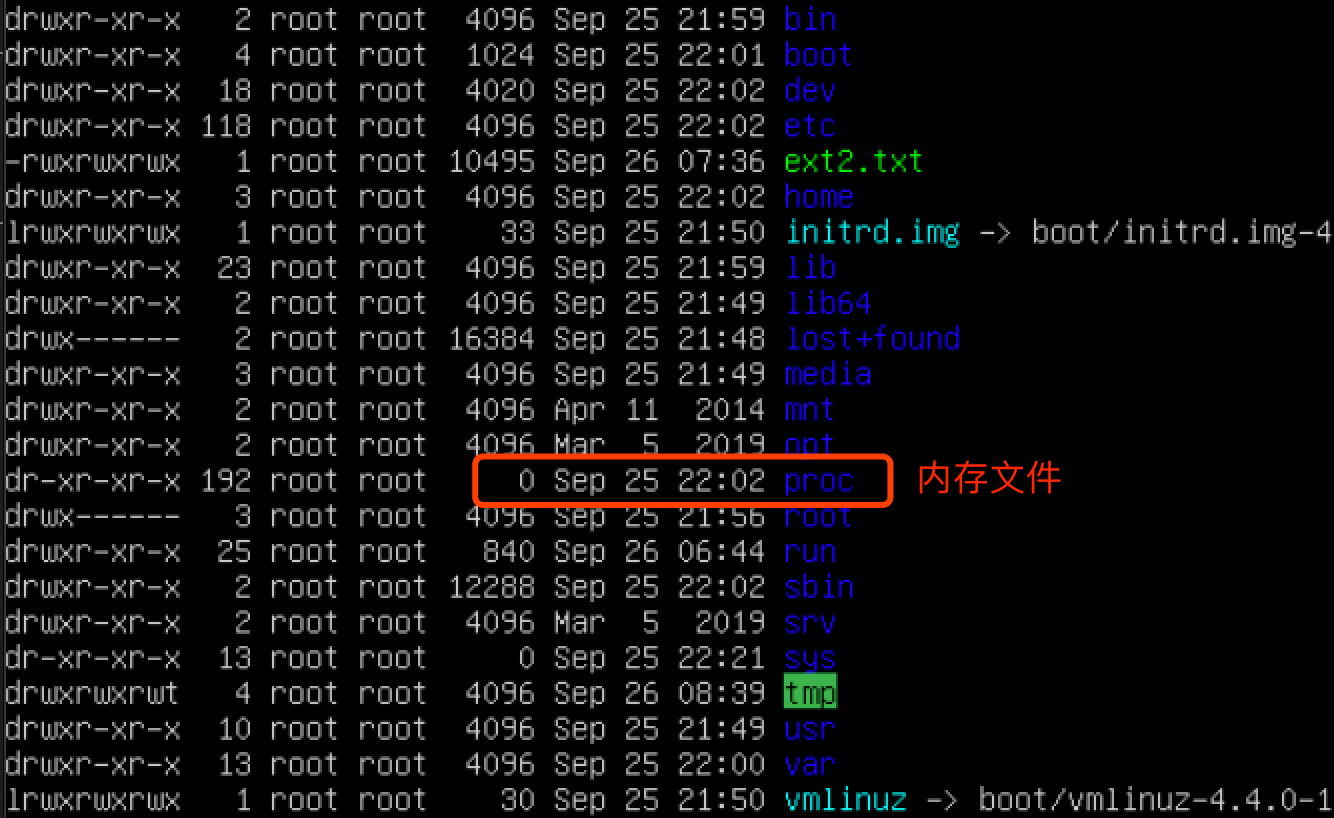 drwxr-xr-x   2 root root  4096 Sep 25 21:59 bin
drwxr-xr-x   4 root root  1024 Sep 25 22:01 boot
drwxr-xr-x  18 root root  4020 Sep 25 22:02 dev
drwxr-xr-x 118 root root  4096 Sep 25 22:02 etc
-rwxrwxrwx   1 root root 10495 Sep 26 07:36 ext2.txt
drwxr-xr-x   3 root root  4096 Sep 25 22:02 home
lrwxrwxrwx   1 root root    33 Sep 25 21:50 initrd.img -> boot/initrd.img-4
drwxr-xr-x  23 root root  4096 Sep 25 21:59 lib
drwxr-xr-x   2 root root  4096 Sep 25 21:49 lib64
drwx------   2 root root 16384 Sep 25 21:48 lost+found
drwxr-xr-x   3 root root  4096 Sep 25 21:49 media
drwxr-xr-x   2 root root  4096 Apr 11  2014 mnt
drwxr-xr-x   2 root root  4096 Mar  5  2019 opt
dr-xr-xr-x 192 root root     0 Sep 25 22:02 proc 内存文件
drwx------   3 root root  4096 Sep 25 21:56 root
drwxr-xr-x  25 root root   840 Sep 26 06:44 run
drwxr-xr-x   2 root root 12288 Sep 25 22:02 sbin
drwxr-xr-x   2 root root  4096 Mar  5  2019 srv
dr-xr-xr-x  13 root root     0 Sep 25 22:21 sys
drwxrwxrwt   4 root root  4096 Sep 26 08:39 tmp
drwxr-xr-x  10 root root  4096 Sep 25 21:49 usr
drwxr-xr-x  13 root root  4096 Sep 25 22:00 var
lrwxrwxrwx   1 root root    30 Sep 25 21:50 vmlinuz -> boot/vmlinuz-4.4.0-1